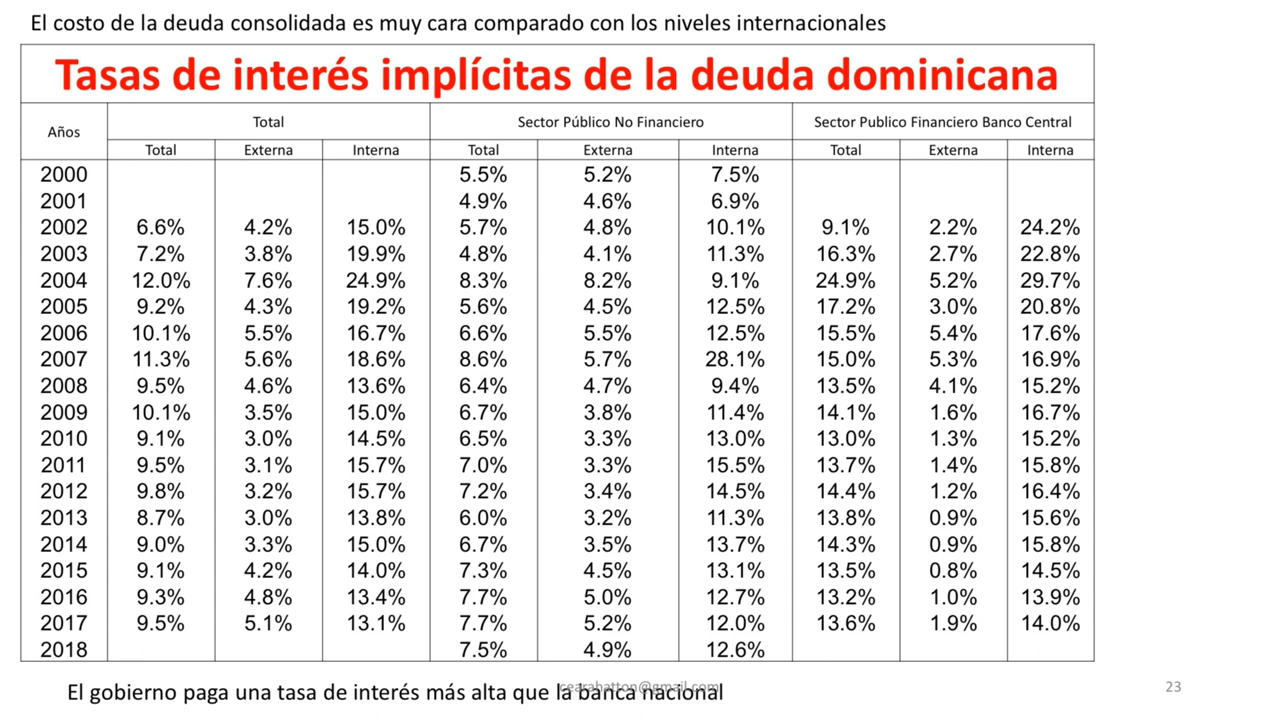 El costo de la deuda consolidada es muy cara comparado con los niveles internacionales
Tasas de interés implícitas de la deuda dominicana
Años Total Sector Público No Financiero Sector Publico Financiero Banco Central
Total Externa Interna Total Externa Interna Total Externa Interna
2000 5.5% 5.2% 7.5%
2001 4.9% 4.6% 6.9%
2002 6.6% 4.2% 15.0% 5.7% 4.8% 10.1% 9.1% 2.2% 24.2%
2003 7.2% 3.8% 19.9% 4.8% 4.1% 11.3% 16.3% 2.7% 22.8%
2004 12.0% 7.6% 24.9% 8.3% 8.2% 9.1% 24.9% 5.2% 29.7%
2005 9.2% 4.3% 19.2% 5.6% 4.5% 12.5% 17.2% 3.0% 20.8%
2006 10.1% 5.5% 16.7% 6.6% 5.5% 12.5% 15.5% 5.4% 17.6%
2007 11.3% 5.6% 18.6% 8.6% 5.7% 28.1% 15.0% 5.3% 16.9%
2008 9.5% 4.6% 13.6% 6.4% 4.7% 9.4% 13.5% 4.1% 15.2%
2009 10.1% 3.5% 15.0% 6.7% 3.8% 11.4% 14.1% 1.6% 16.7%
2010 9.1% 3.0% 14.5% 6.5% 3.3% 13.0% 13.0% 1.3% 15.2%
2011 9.5% 3.1% 15.7% 7.0% 3.3% 15.5% 13.7% 1.4% 15.8%
2012 9.8% 3.2% 15.7% 7.2% 3.4% 14.5% 14.4% 1.2% 16.4%
2013 8.7% 3.0% 13.8% 6.0% 3.2% 11.3% 13.8% 0.9% 15.6%
2014 9.0% 3.3% 15.0% 6.7% 3.5% 13.7% 14.3% 0.9% 15.8%
2015 9.1% 4.2% 14.0% 7.3% 4.5% 13.1% 13.5% 0.8% 14.5%
2016 9.3% 4.8% 13.4% 7.7% 5.0% 12.7% 13.2% 1.0% 13.9%
2017 9.5% 5.1% 13.1% 7.7% 5.2% 12.0% 13.6% 1.9% 14.0%
2018 7.5% 4.9% 12.6%
El gobierno paga una tasa de interés más alta que la banca nacional
cearahatton@gmail.com
23